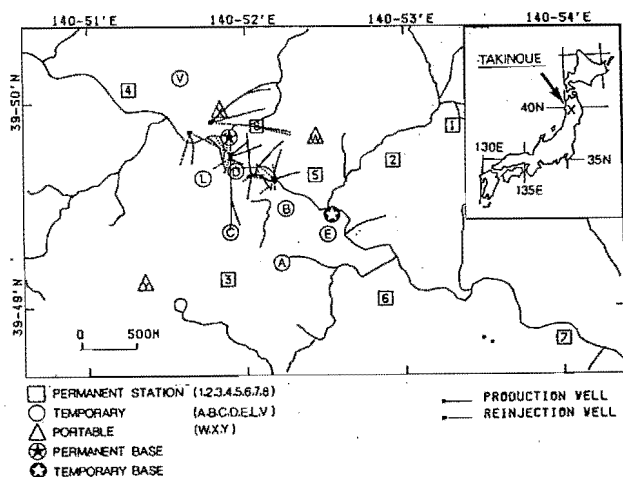 140-51'E 140-52'E 140-53'E 140-54'E
TAKINOUE
40N
130E
35N
135E
39-50'N
39-49'N
V
4
8
1
W
2
L
D
5
B
C
E
A
3
6
7
0 500M
PERMANENT STATION (1.2.3.4.5.6.7.8)
TEMPORARY (A.B.C.D.E.L.V)
PORTABLE (W.X.Y)
PERMANENT BASE
TEMPORARY BASE
PRODUCTION WELL
REINJECTION WELL